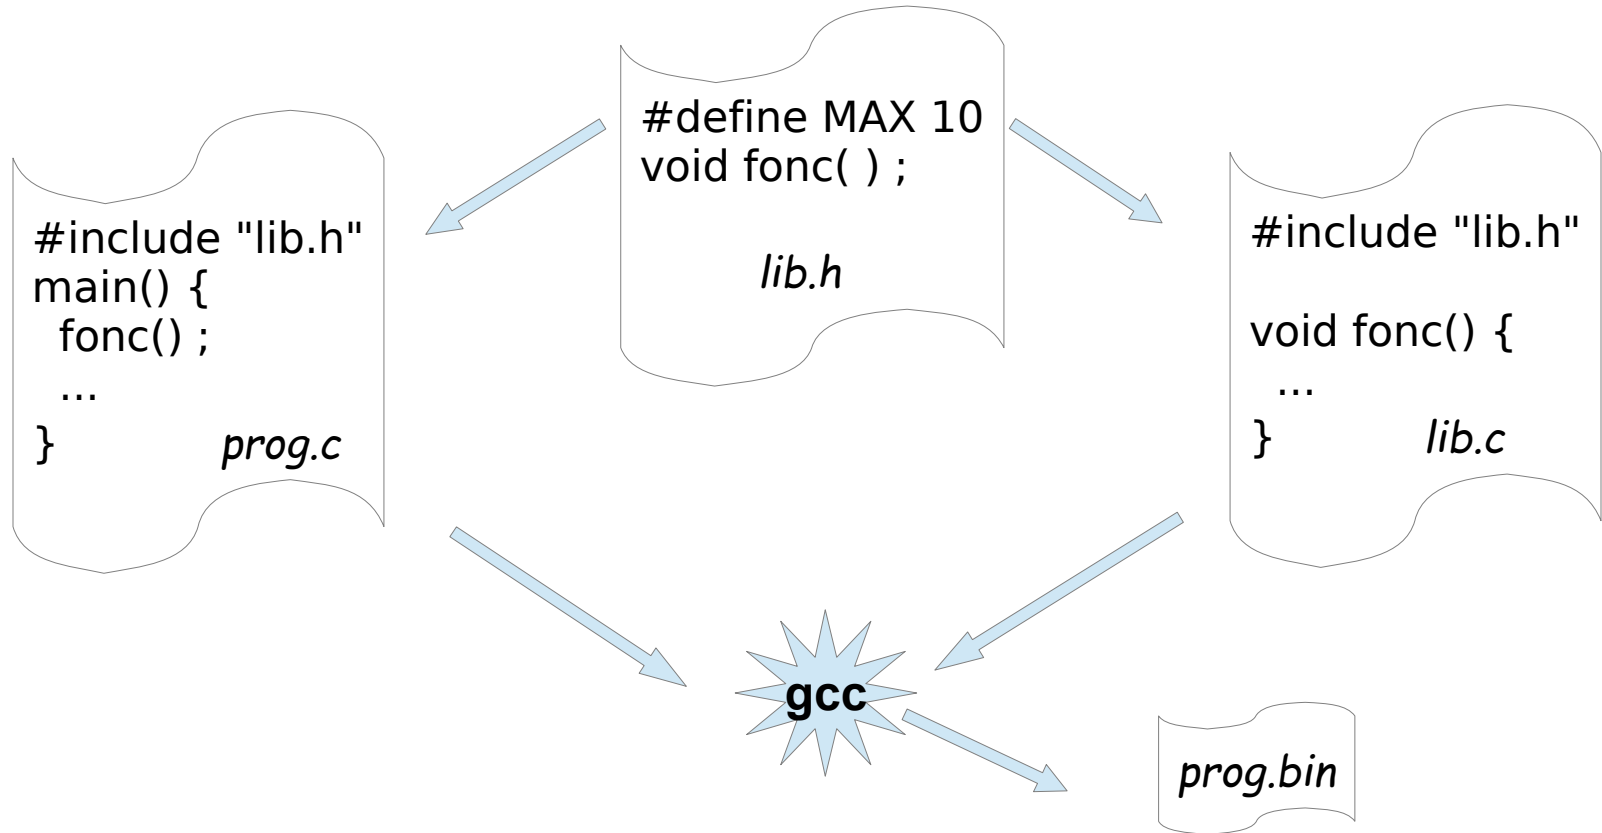 #define MAX 10
void fonc( ) ;
lib.h
#include "lib.h"
main() {
fonc() ;
...
}
prog.c
#include "lib.h"
void fonc() {
...
}
lib.c
gcc
prog.bin